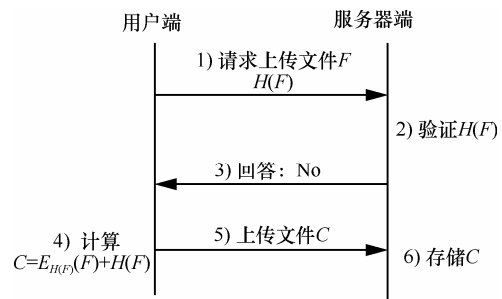 用户端
服务器端
1) 请求上传文件F
H(F)
2) 验证H(F)
3) 回答：No
4) 计算
C=E_{H(F)}(F)+H(F)
5) 上传文件C
6) 存储C